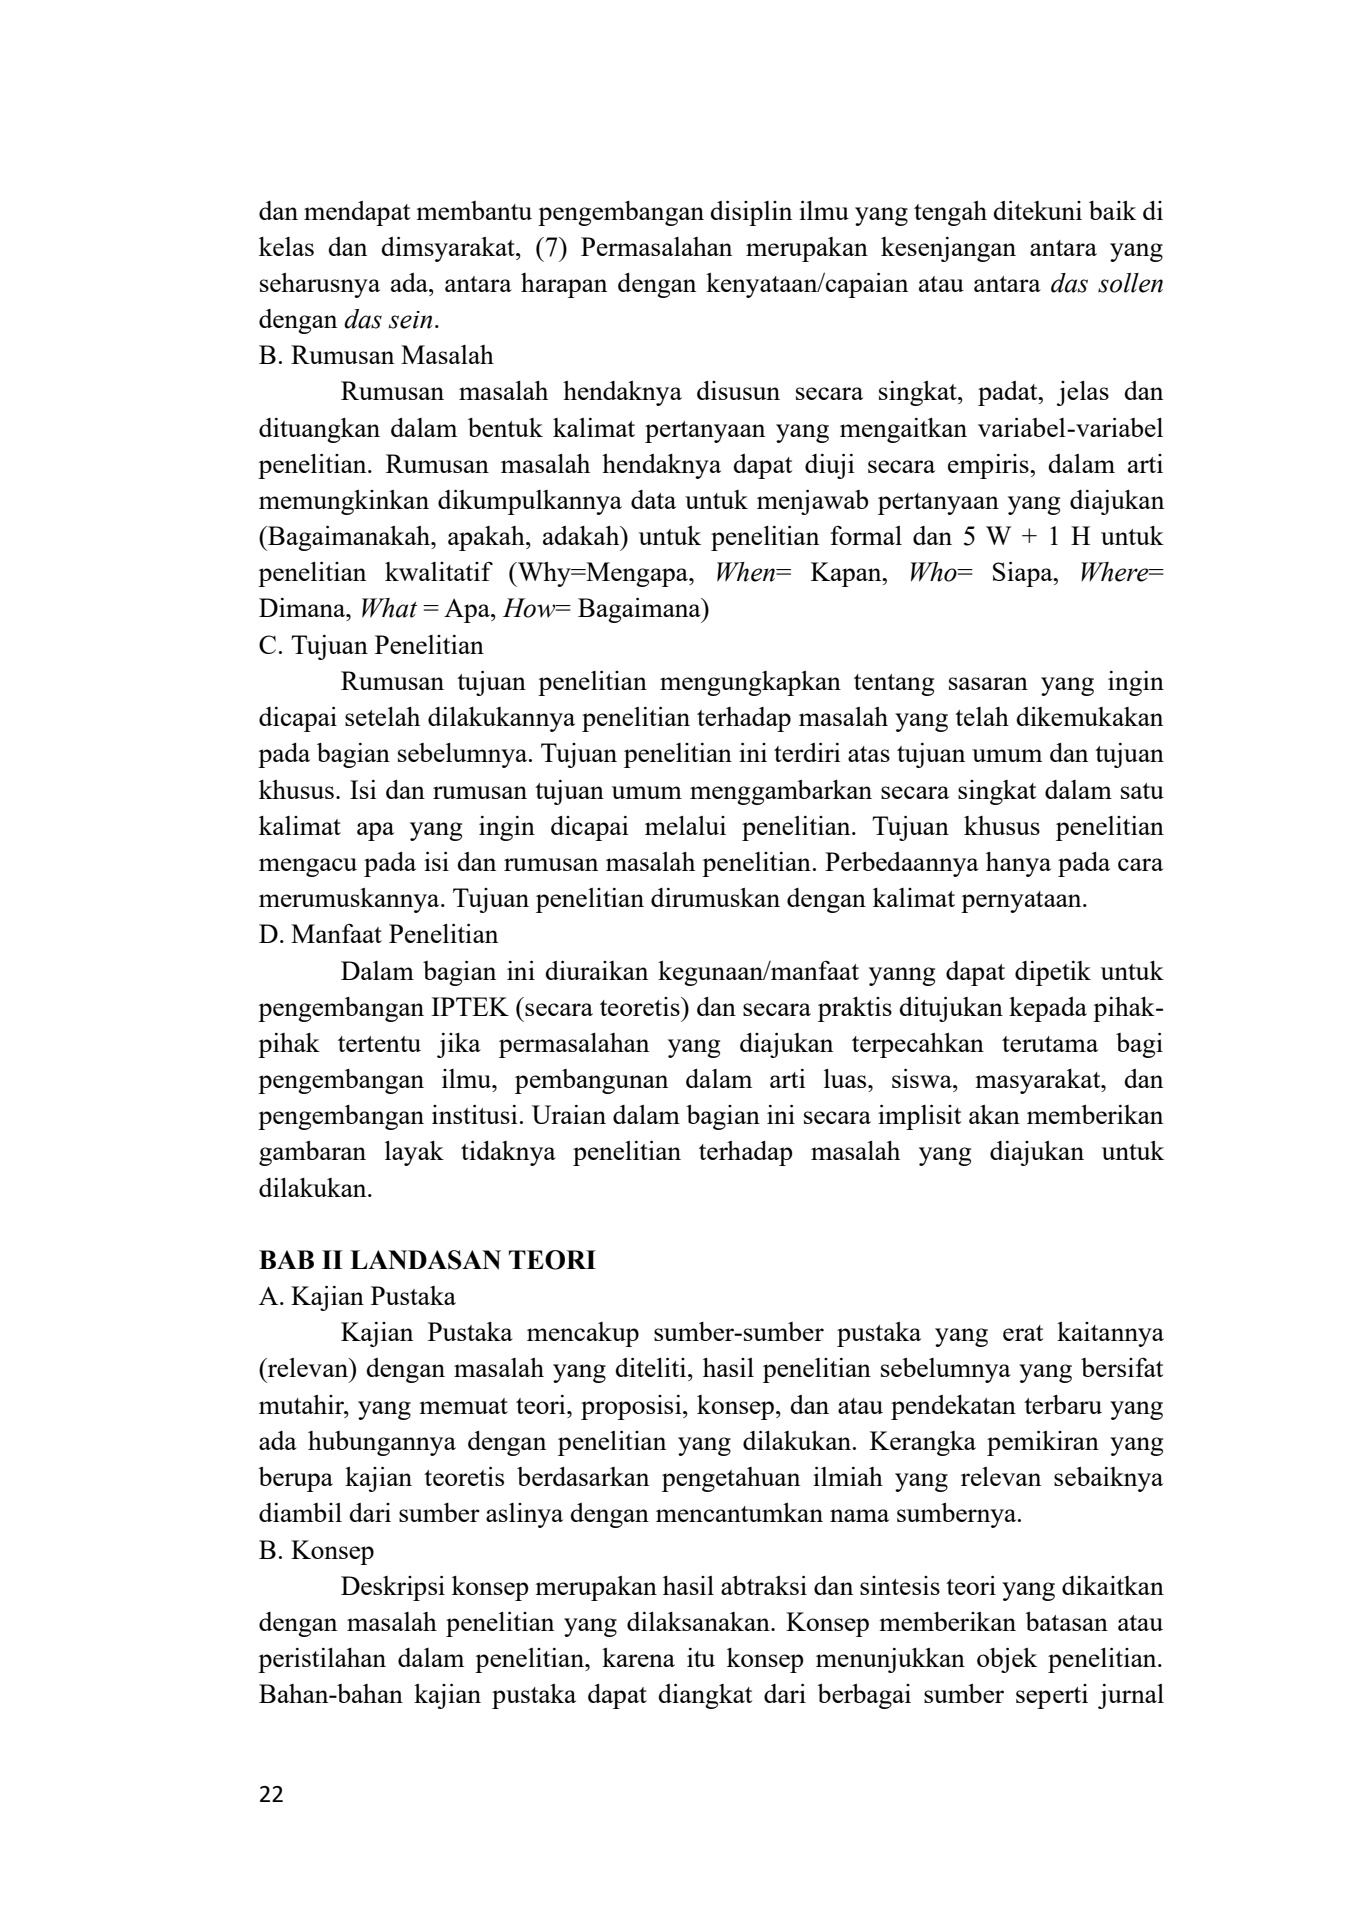 dan mendapat membantu pengembangan disiplin ilmu yang tengah ditekuni baik di
kelas dan dimsyarakat, (7) Permasalahan merupakan kesenjangan antara yang
seharusnya ada, antara harapan dengan kenyataan/capaian atau antara das sollen
dengan das sein.
B. Rumusan Masalah
Rumusan masalah hendaknya disusun secara singkat, padat, jelas dan
dituangkan dalam bentuk kalimat pertanyaan yang mengaitkan variabel-variabel
penelitian. Rumusan masalah hendaknya dapat diuji secara empiris, dalam arti
memungkinkan dikumpulkannya data untuk menjawab pertanyaan yang diajukan
(Bagaimanakah, apakah, adakah) untuk penelitian formal dan 5 W + 1 H untuk
penelitian kwalitatif (Why=Mengapa, When= Kapan, Who= Siapa, Where=
Dimana, What = Apa, How= Bagaimana)
C. Tujuan Penelitian
Rumusan tujuan penelitian mengungkapkan tentang sasaran yang ingin
dicapai setelah dilakukannya penelitian terhadap masalah yang telah dikemukakan
pada bagian sebelumnya. Tujuan penelitian ini terdiri atas tujuan umum dan tujuan
khusus. Isi dan rumusan tujuan umum menggambarkan secara singkat dalam satu
kalimat apa yang ingin dicapai melalui penelitian. Tujuan khusus penelitian
mengacu pada isi dan rumusan masalah penelitian. Perbedaannya hanya pada cara
merumuskannya. Tujuan penelitian dirumuskan dengan kalimat pernyataan.
D. Manfaat Penelitian
Dalam bagian ini diuraikan kegunaan/manfaat yanng dapat dipetik untuk
pengembangan IPTEK (secara teoretis) dan secara praktis ditujukan kepada pihak-
pihak tertentu jika permasalahan yang diajukan terpecahkan terutama bagi
pengembangan ilmu, pembangunan dalam arti luas, siswa, masyarakat, dan
pengembangan institusi. Uraian dalam bagian ini secara implisit akan memberikan
gambaran layak tidaknya penelitian terhadap masalah yang diajukan untuk
dilakukan.
BAB II LANDASAN TEORI
A. Kajian Pustaka
Kajian Pustaka mencakup sumber-sumber pustaka yang erat kaitannya
(relevan) dengan masalah yang diteliti, hasil penelitian sebelumnya yang bersifat
mutahir, yang memuat teori, proposisi, konsep, dan atau pendekatan terbaru yang
ada hubungannya dengan penelitian yang dilakukan. Kerangka pemikiran yang
berupa kajian teoretis berdasarkan pengetahuan ilmiah yang relevan sebaiknya
diambil dari sumber aslinya dengan mencantumkan nama sumbernya.
B. Konsep
Deskripsi konsep merupakan hasil abtraksi dan sintesis teori yang dikaitkan
dengan masalah penelitian yang dilaksanakan. Konsep memberikan batasan atau
peristilahan dalam penelitian, karena itu konsep menunjukkan objek penelitian.
Bahan-bahan kajian pustaka dapat diangkat dari berbagai sumber seperti jurnal
22